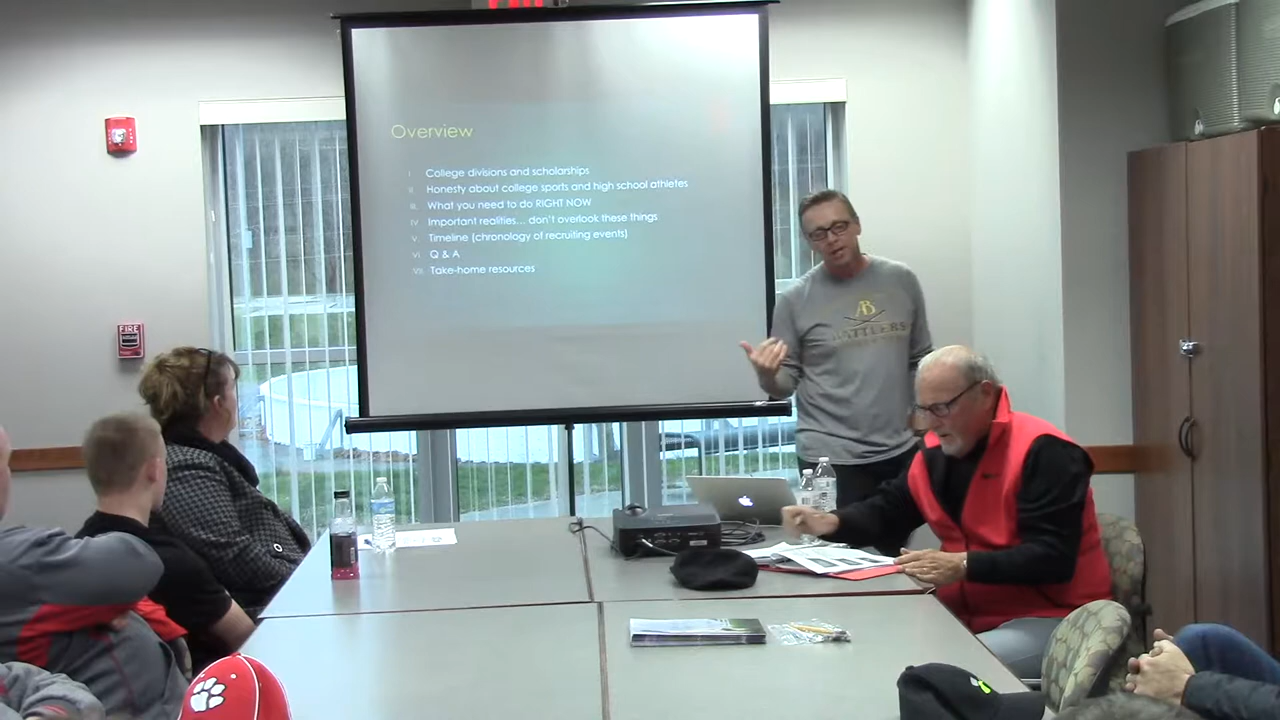 Overview
I. College divisions and scholarships
II. Honesty about college sports and high school athletes
III. What you need to do RIGHT NOW
IV. Important realities... don't overlook these things
V. Timeline (chronology of recruiting events)
VI. Q & A
VII. Take-home resources
AB
BATTLERS
FIRE